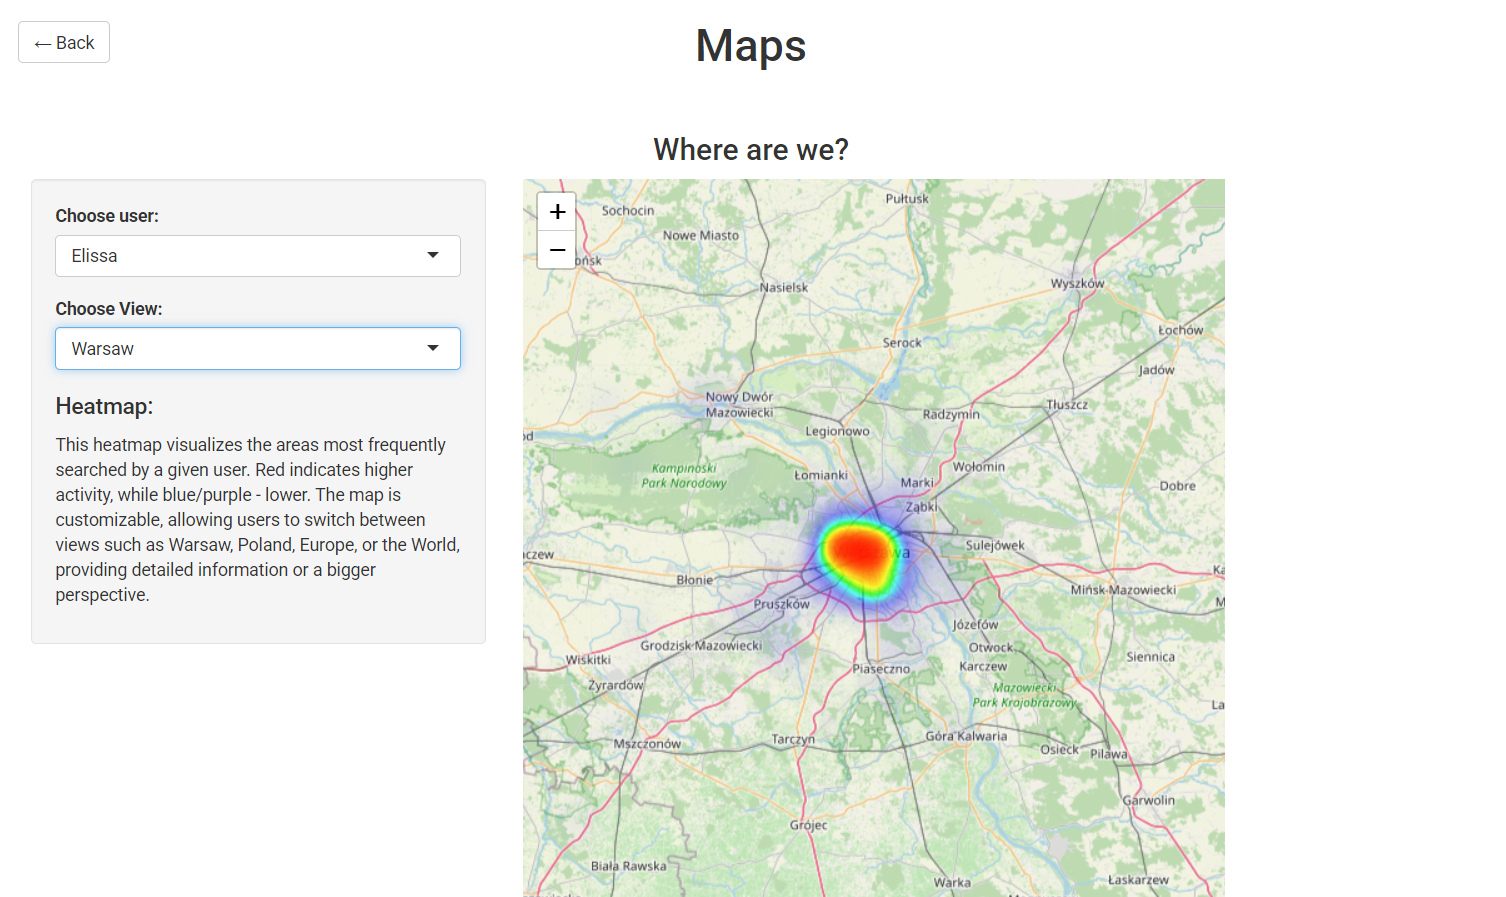 ← Back
Maps
Where are we?
Choose user:
Elissa
Choose View:
Warsaw
Heatmap:
This heatmap visualizes the areas most frequently
searched by a given user. Red indicates higher
activity, while blue/purple - lower. The map is
customizable, allowing users to switch between
views such as Warsaw, Poland, Europe, or the World,
providing detailed information or a bigger
perspective.
+
−
Pułtusk
Sochocin
Nowe Miasto
ońsk
Nasielsk
Wyszków
Łochów
Serock
Jadów
Nowy Dwór
Mazowiecki
Tłuszcz
Radzymin
Legionowo
Wołomin
Kampinoski
Park Narodowy
Łomianki
Marki
Dobre
Ząbki
Sulejówek
czew
wa
Błonie
Mińsk Mazowiecki
Pruszków
Józefów
Grodzisk Mazowiecki
Otwock
Wiskitki
Piaseczno
Karczew
Siennica
Żyrardów
Mazowiecki
Park Krajobrazowy
La
Mszczonów
Tarczyn
Góra Kalwaria
Osieck
Pilawa
Garwolin
Grójec
Biała Rawska
Warka
Łaskarzew